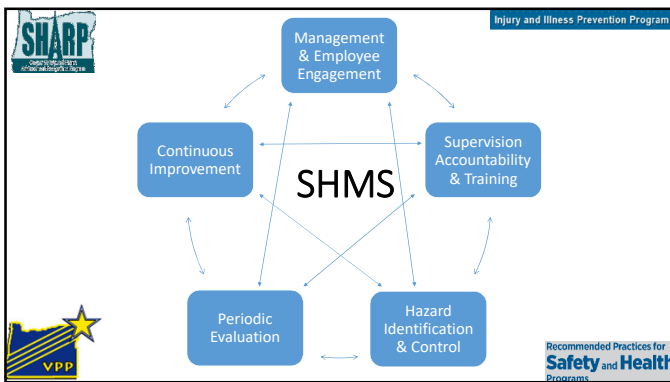 SHARP
Injury and Illness Prevention Program
Management
& Employee
Engagement
Continuous
Improvement
SHMS
Supervision
Accountability
& Training
Periodic
Evaluation
Hazard
Identification
& Control
VPP
Recommended Practices for
Safety and Health
Programs